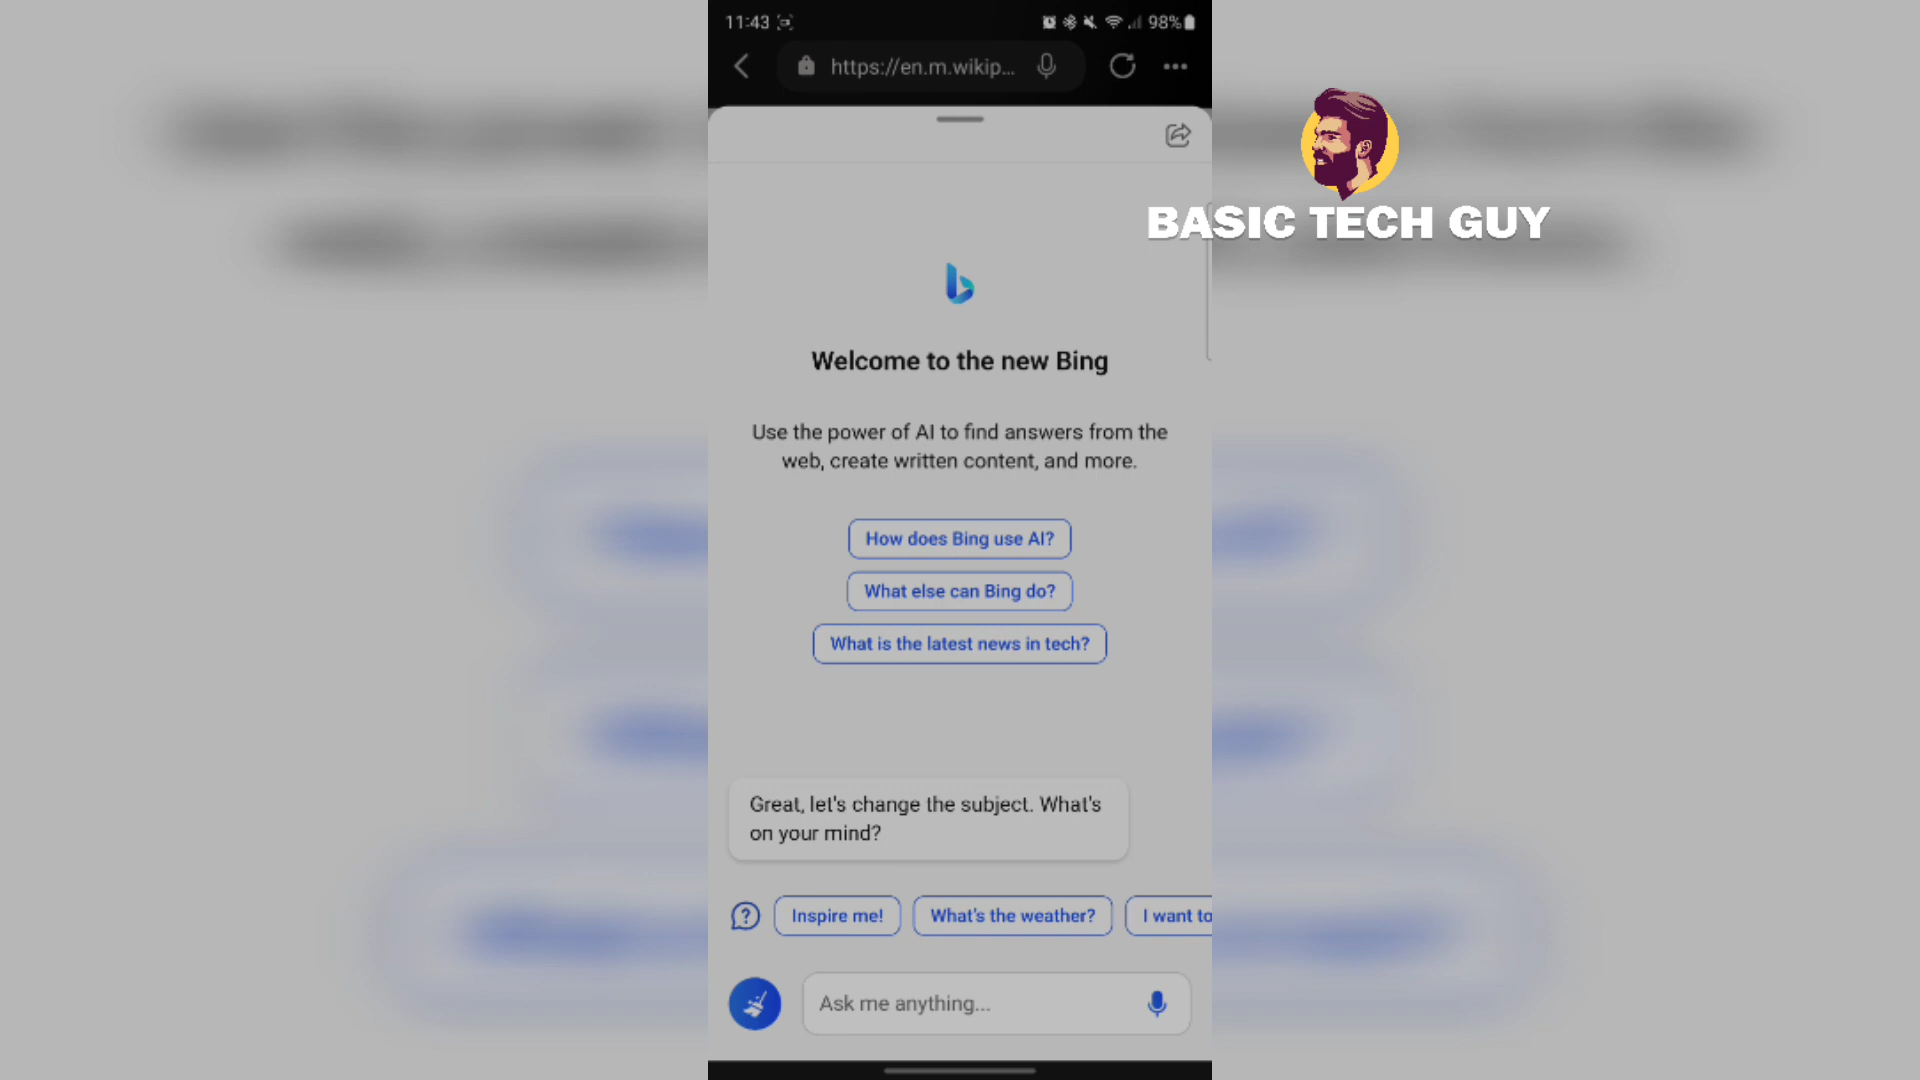 11:43
98%
https://en.m.wikip...
BASIC TECH GUY
Welcome to the new Bing
Use the power of AI to find answers from the
web, create written content, and more.
How does Bing use AI?
What else can Bing do?
What is the latest news in tech?
Great, let's change the subject. What's
on your mind?
Inspire me!
What's the weather?
I want to
Ask me anything...